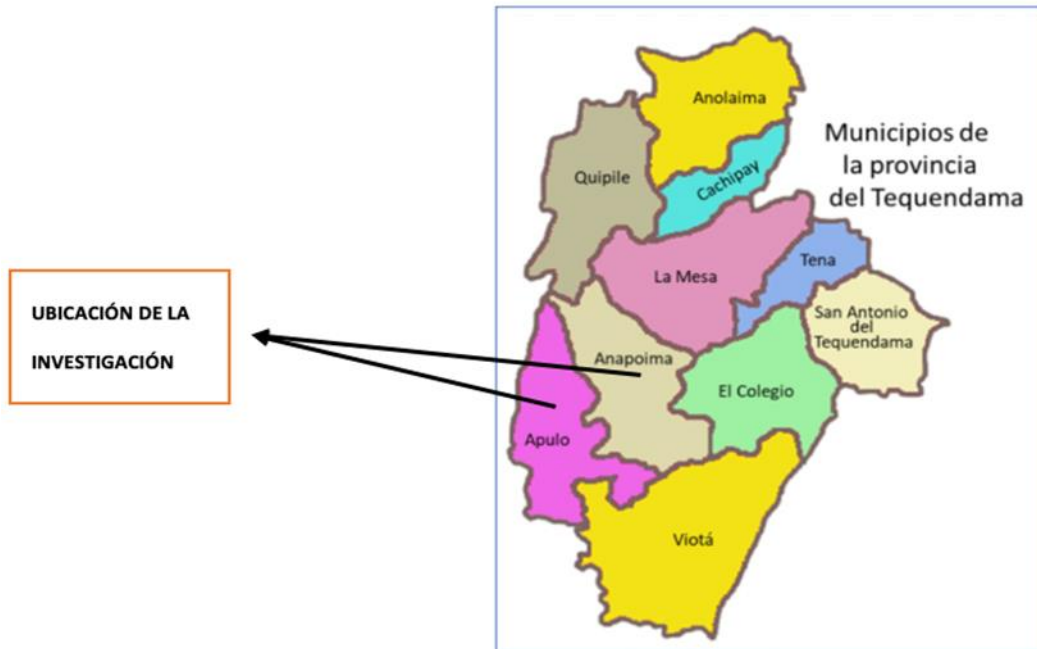 Anolaima
Municipios de
la provincia
del Tequendama
Quipile
Cachipay
La Mesa
Tena
UBICACIÓN DE LA
INVESTIGACIÓN
San Antonio
del
Tequendama
Anapoima
El Colegio
Apulo
Viotá